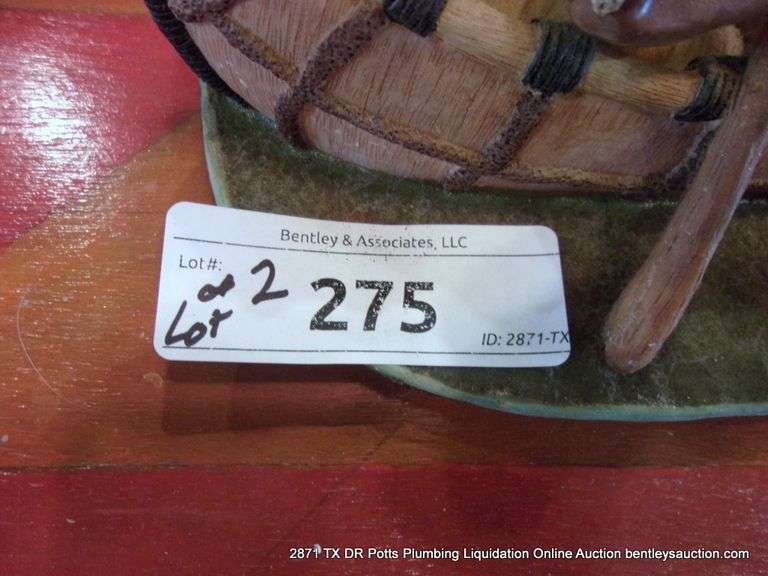 Bentley & Associates, LLC
Lot #:
Lot of 2
275
ID: 2871-TX
2871 TX DR Potts Plumbing Liquidation Online Auction bentleysauction.com